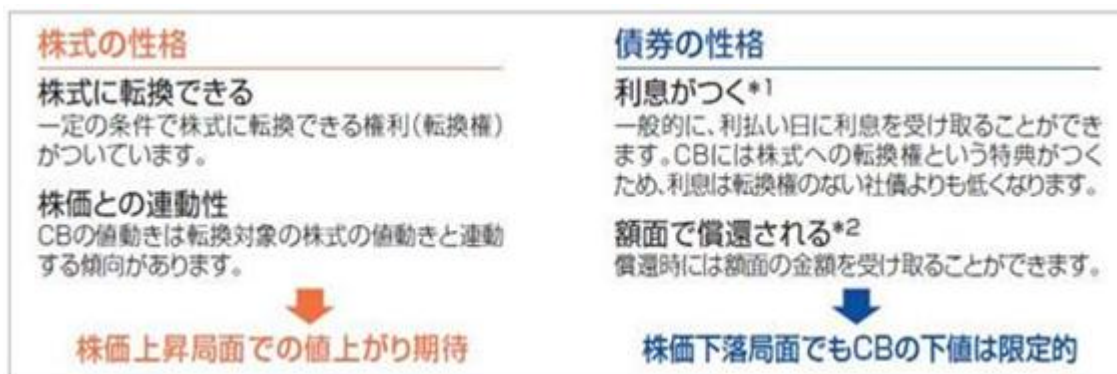 株式の性格
株式に転換できる
一定の条件で株式に転換できる権利(転換権)
がついています。
株価との連動性
CBの値動きは転換対象の株式の値動きと連動
する傾向があります。
株価上昇局面での値上がり期待
債券の性格
利息がつく*1
一般的に、利払い日に利息を受け取ることができ
ます。CBには株式への転換権という特典がつく
ため、利息は転換権のない社債よりも低くなります。
額面で償還される*2
償還時には額面の金額を受け取ることができます。
株価下落局面でもCBの下値は限定的